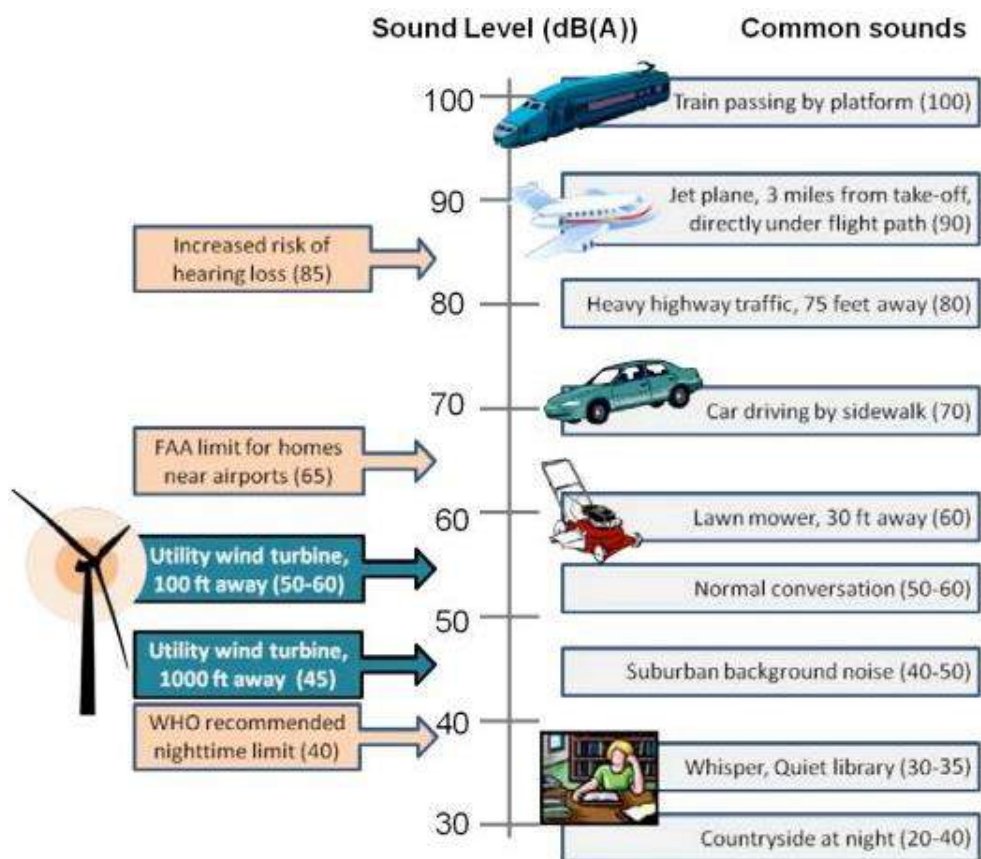 Sound Level (dB(A))
Common sounds
100
Train passing by platform (100)
90
Jet plane, 3 miles from take-off,
directly under flight path (90)
Increased risk of
hearing loss (85)
80
Heavy highway traffic, 75 feet away (80)
70
Car driving by sidewalk (70)
FAA limit for homes
near airports (65)
60
Lawn mower, 30 ft away (60)
Utility wind turbine,
100 ft away (50-60)
Normal conversation (50-60)
50
Utility wind turbine,
1000 ft away (45)
Suburban background noise (40-50)
40
WHO recommended
nighttime limit (40)
Whisper, Quiet library (30-35)
30
Countryside at night (20-40)